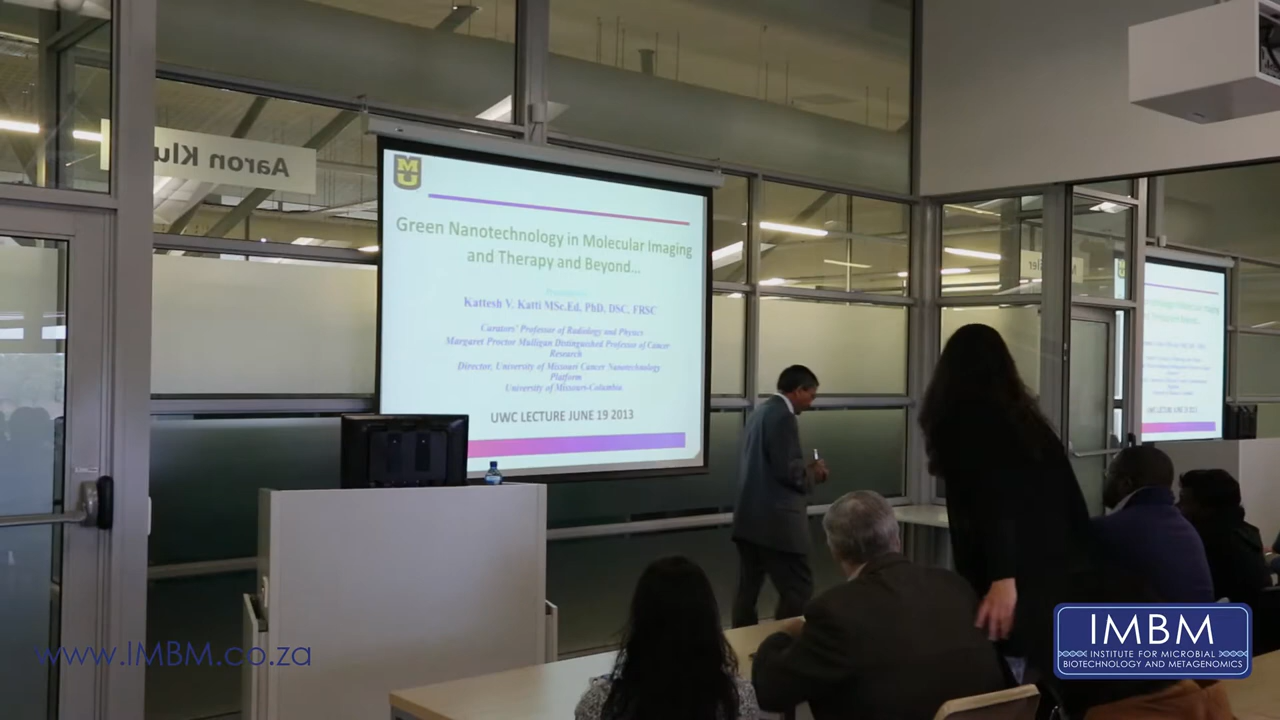 Aaron Klu
MU
Green Nanotechnology in Molecular Imaging
and Therapy and Beyond...
Kattesh V. Katti MSc.Ed, PhD, DSC, FRSC
Curators' Professor of Radiology and Physics
Margaret Proctor Mulligan Distinguished Professor of Cancer
Research
Director, University of Missouri Cancer Nanotechnology
Platform
University of Missouri-Columbia
UWC LECTURE JUNE 19 2013
www.IMBM.co.za
IMBM
INSTITUTE FOR MICROBIAL
BIOTECHNOLOGY AND METAGENOMICS